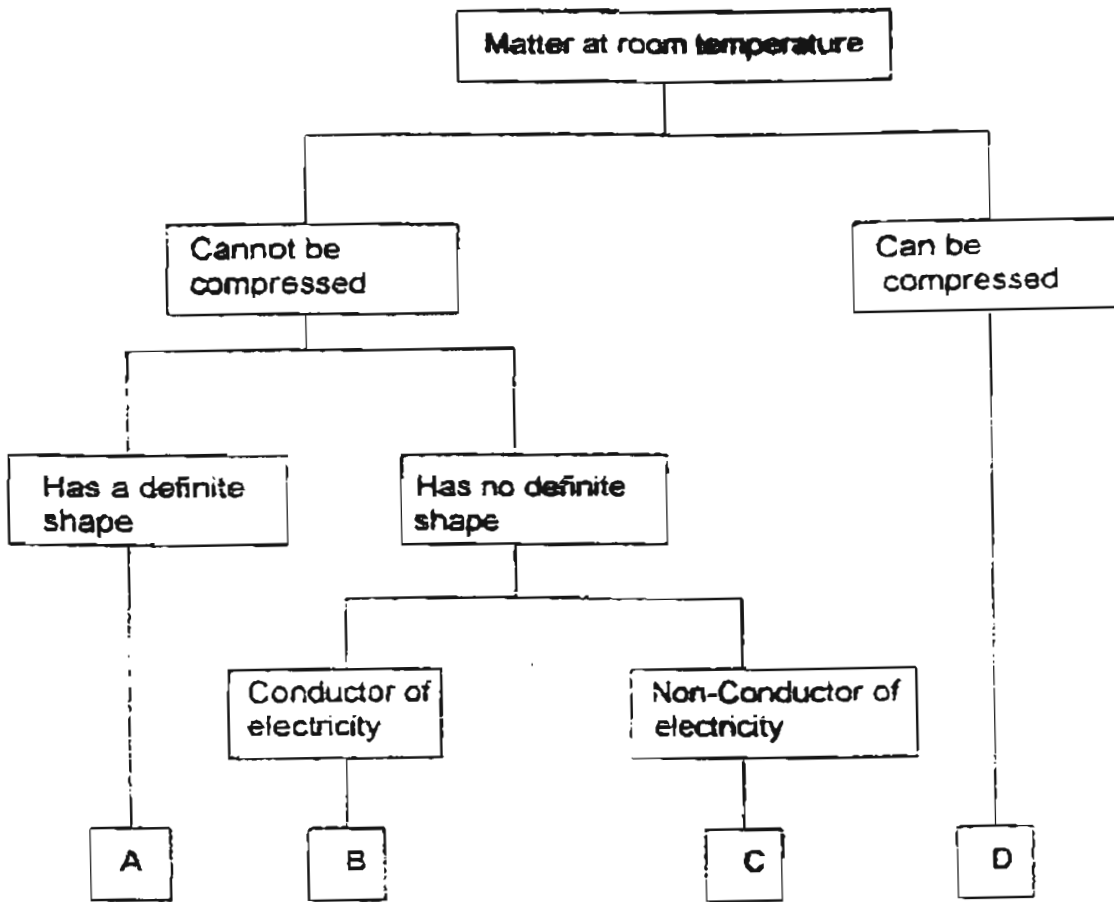 Matter at room temperature
Cannot be
compressed
Can be
compressed
Has a definite
shape
Has no definite
shape
Conductor of
electricity
Non-Conductor of
electricity
A
B
C
D